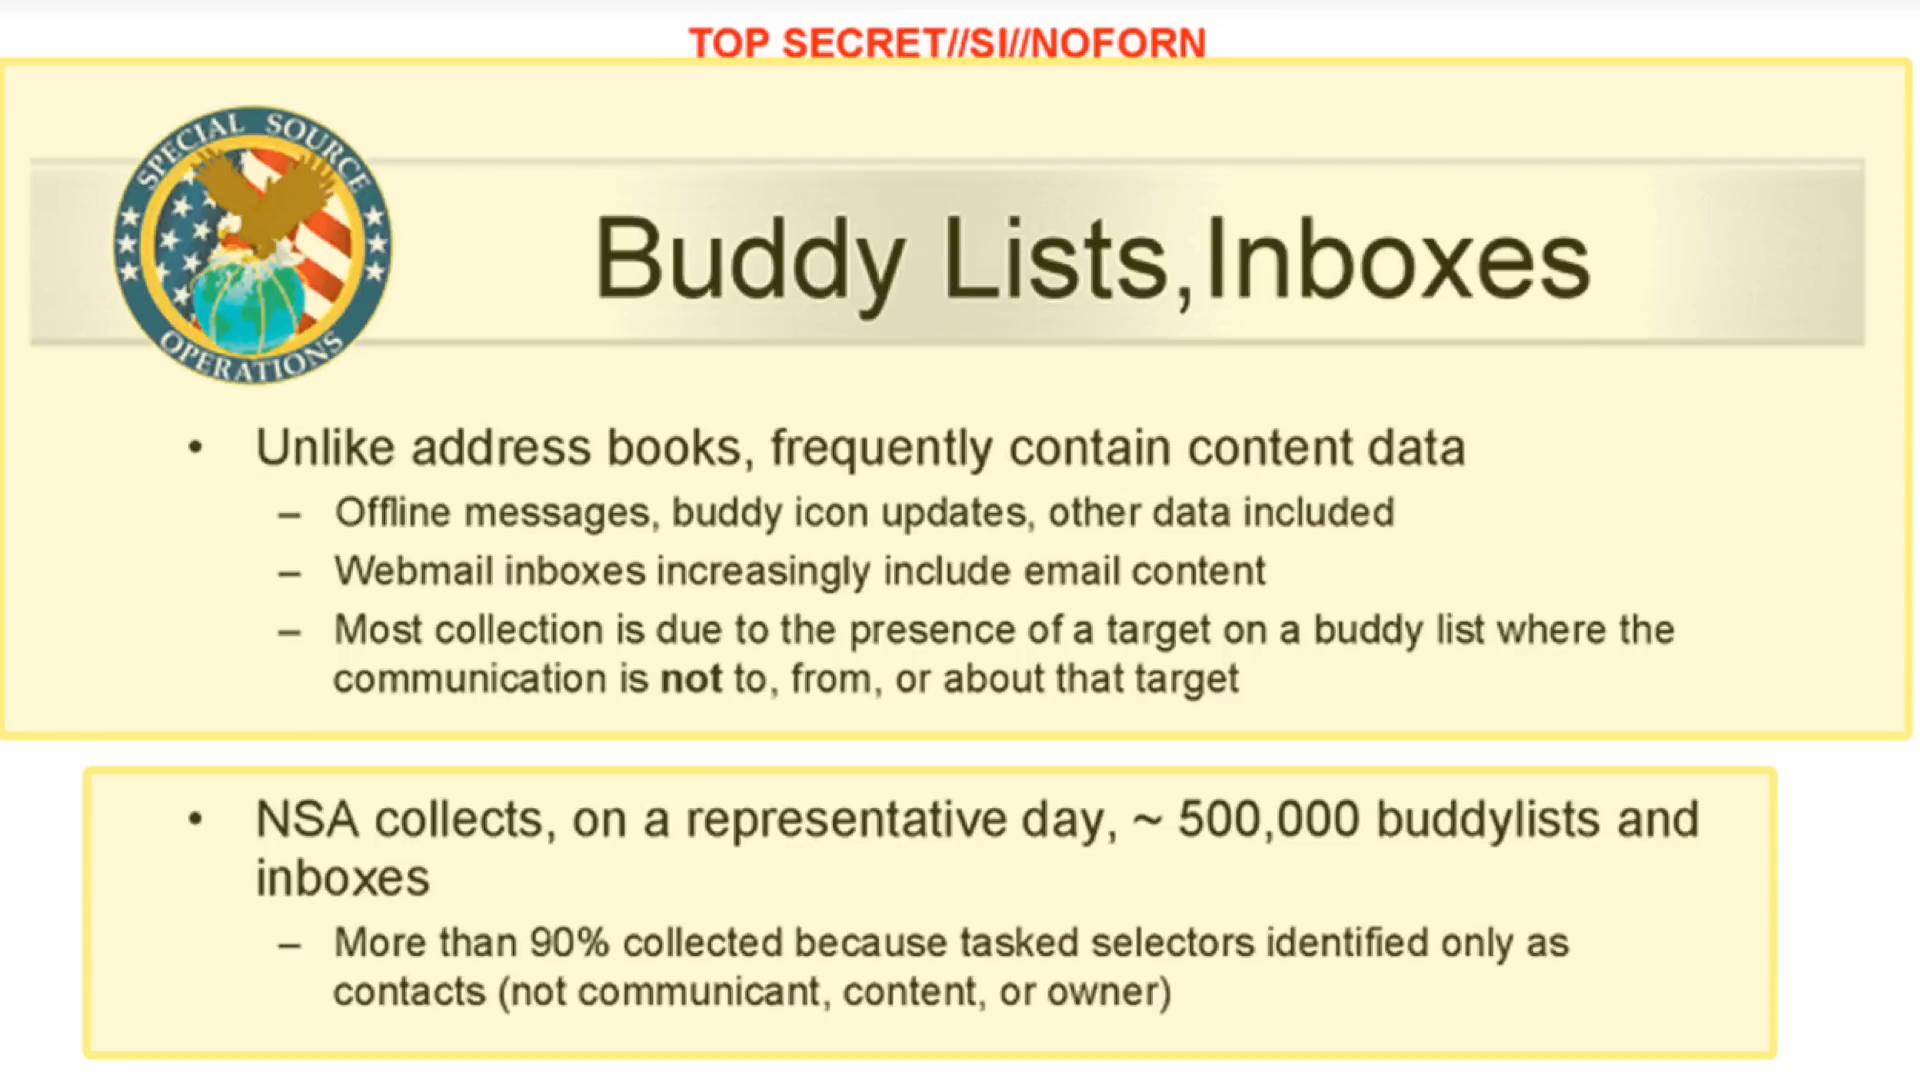 TOP SECRET//SI//NOFORN
SPECIAL SOURCE
OPERATIONS
Buddy Lists,Inboxes
• Unlike address books, frequently contain content data
– Offline messages, buddy icon updates, other data included
– Webmail inboxes increasingly include email content
– Most collection is due to the presence of a target on a buddy list where the
communication is not to, from, or about that target
• NSA collects, on a representative day, ~ 500,000 buddylists and
inboxes
– More than 90% collected because tasked selectors identified only as
contacts (not communicant, content, or owner)